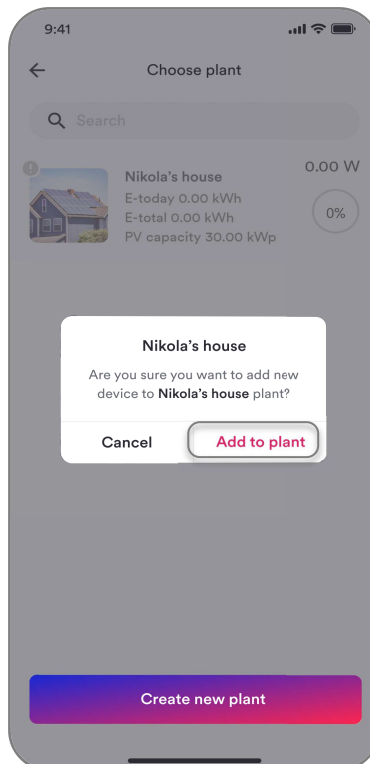 9:41
Choose plant
Search
Nikola's house
0.00 W
E-today 0.00 kWh
E-total 0.00 kWh
0%
PV capacity 30.00 kWp
Nikola's house
Are you sure you want to add new
device to Nikola's house plant?
Cancel
Add to plant
Create new plant